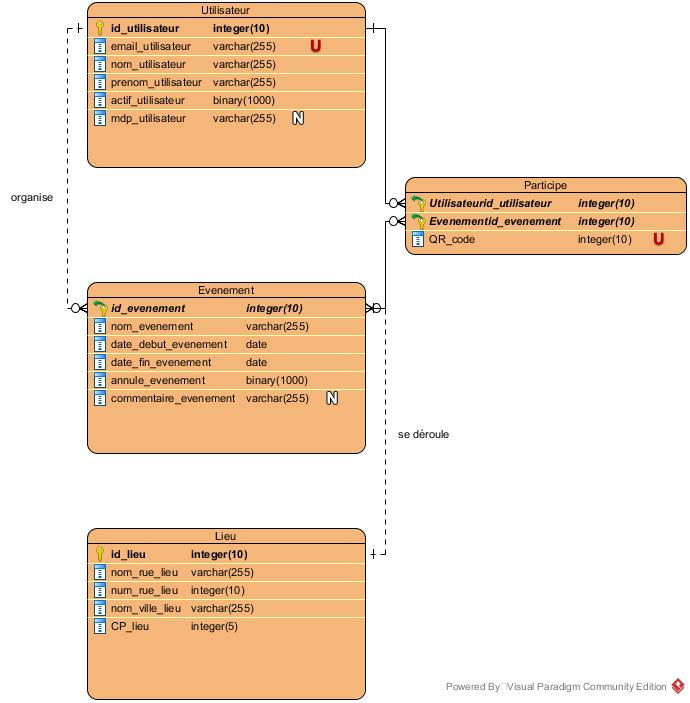 Utilisateur
id_utilisateur integer(10)
email_utilisateur varchar(255) U
nom_utilisateur varchar(255)
prenom_utilisateur varchar(255)
actif_utilisateur binary(1000)
mdp_utilisateur varchar(255) N
organise
Participe
Utilisateurid_utilisateur integer(10)
Evenementid_evenement integer(10)
QR_code integer(10) U
Evenement
id_evenement integer(10)
nom_evenement varchar(255)
date_debut_evenement date
date_fin_evenement date
annule_evenement binary(1000)
commentaire_evenement varchar(255) N
se déroule
Lieu
id_lieu integer(10)
nom_rue_lieu varchar(255)
num_rue_lieu integer(10)
nom_ville_lieu varchar(255)
CP_lieu integer(5)
Powered By Visual Paradigm Community Edition